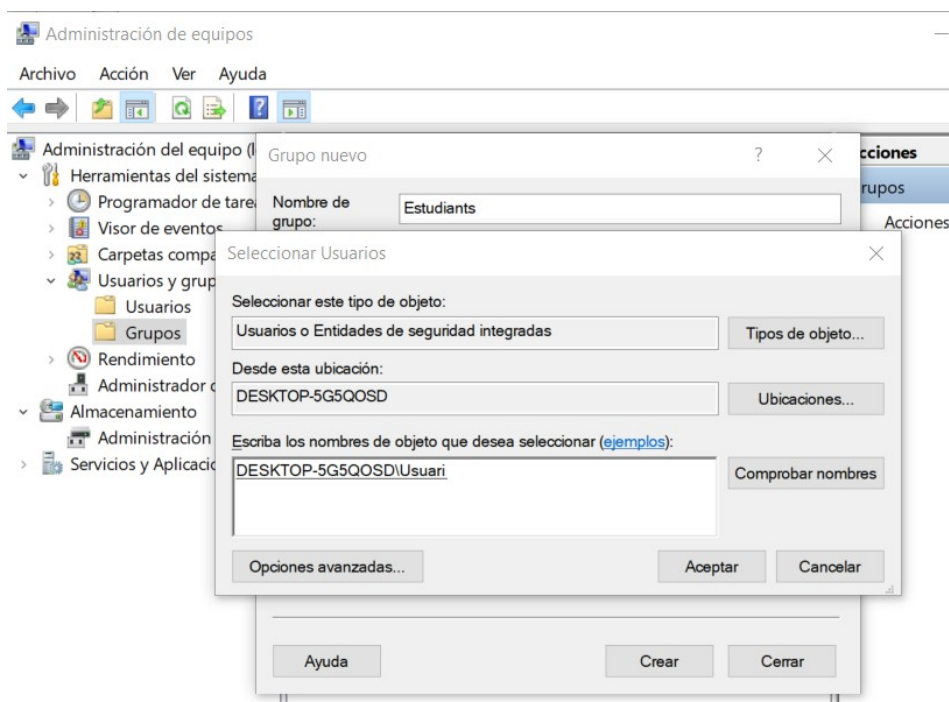 Administración de equipos
Archivo Acción Ver Ayuda
Administración del equipo (l
Herramientas del sistema
Programador de tare
Visor de eventos
Carpetas compa
Usuarios y grup
Usuarios
Grupos
Rendimiento
Administrador d
Almacenamiento
Administración
Servicios y Aplicacio
Grupo nuevo
Nombre de
grupo:
Estudiants
Seleccionar Usuarios
Seleccionar este tipo de objeto:
Usuarios o Entidades de seguridad integradas
Tipos de objeto...
Desde esta ubicación:
DESKTOP-5G5QOSD
Ubicaciones...
Escriba los nombres de objeto que desea seleccionar (ejemplos):
DESKTOP-5G5QOSD\Usuari
Comprobar nombres
Opciones avanzadas... Aceptar Cancelar
Ayuda Crear Cerrar
cciones
rupos
Acciones